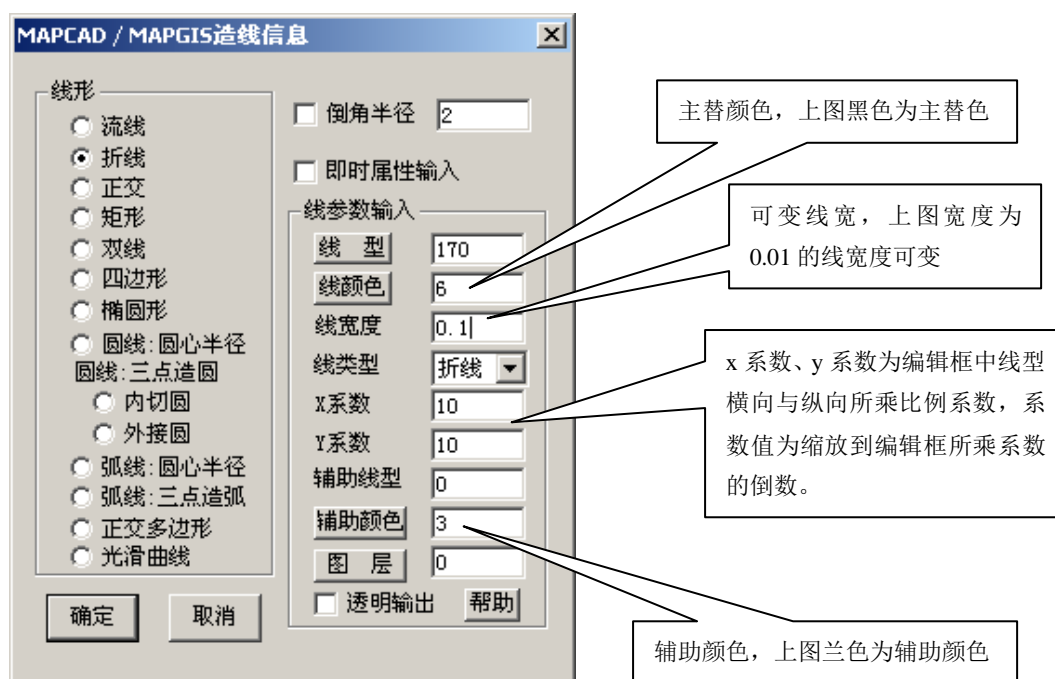 MAPCAD / MAPGIS造线信息
线形
流线
折线
正交
矩形
双线
四边形
椭圆形
圆线:圆心半径
圆线:三点造圆
内切圆
外接圆
弧线:圆心半径
弧线:三点造弧
正交多边形
光滑曲线
确定
取消
倒角半径 2
即时属性输入
线参数输入
线 型 170
线颜色 6
线宽度 0.1
线类型 折线
X系数 10
Y系数 10
辅助线型 0
辅助颜色 3
图 层 0
透明输出 帮助
主替颜色，上图黑色为主替色
可变线宽，上图宽度为
0.01 的线宽度可变
x 系数、y 系数为编辑框中线型
横向与纵向所乘比例系数，系
数值为缩放到编辑框所乘系数
的倒数。
辅助颜色，上图兰色为辅助颜色